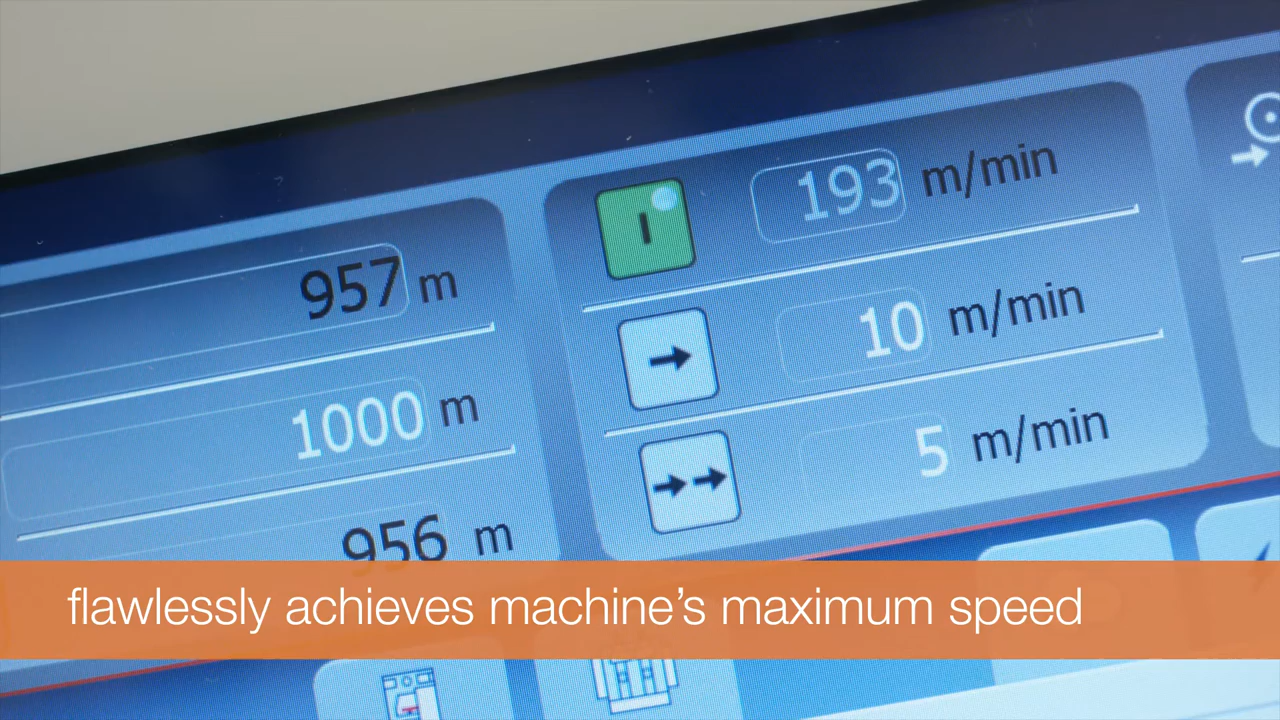 957 m
1000 m
956 m
I
193 m/min
10 m/min
5 m/min
flawlessly achieves machine’s maximum speed